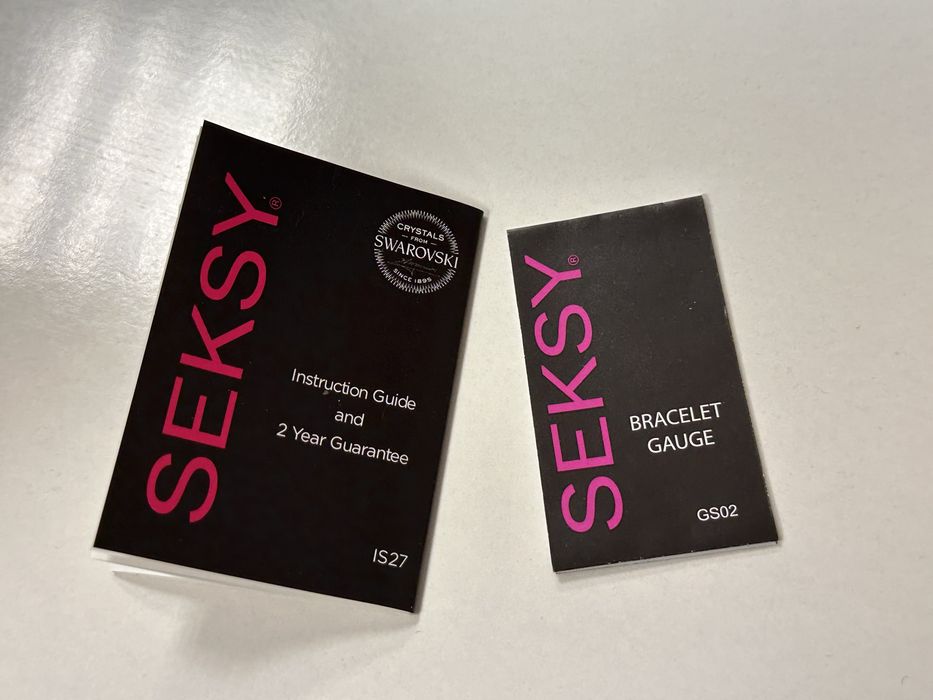 SEKSY®
CRYSTALS
FROM
SWAROVSKI
SINCE 1895
Instruction Guide
and
2 Year Guarantee
IS27
SEKSY®
BRACELET
GAUGE
GS02